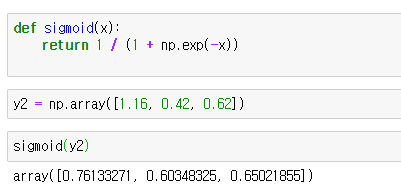 def sigmoid(x):
    return 1 / (1 + np.exp(-x))
y2 = np.array([1.16, 0.42, 0.62])
sigmoid(y2)
array([0.76133271, 0.60348325, 0.65021855])